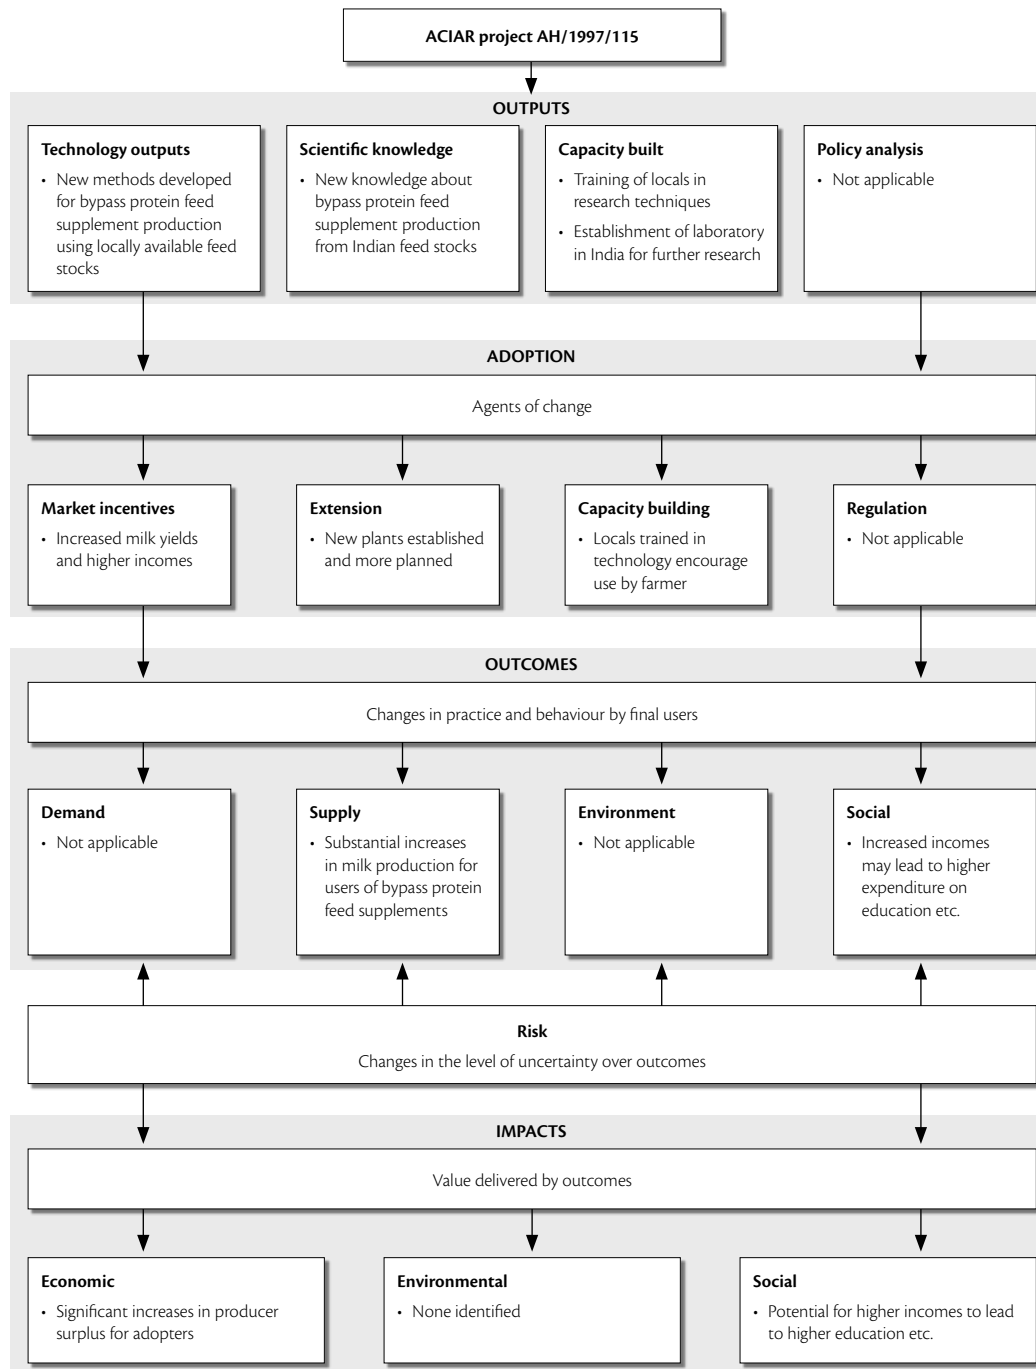 ACIAR project AH/1997/115
OUTPUTS
Technology outputs
• New methods developed
for bypass protein feed
supplement production
using locally available feed
stocks
Scientific knowledge
• New knowledge about
bypass protein feed
supplement production
from Indian feed stocks
Capacity built
• Training of locals in
research techniques
• Establishment of laboratory
in India for further research
Policy analysis
• Not applicable
ADOPTION
Agents of change
Market incentives
• Increased milk yields
and higher incomes
Extension
• New plants established
and more planned
Capacity building
• Locals trained in
technology encourage
use by farmer
Regulation
• Not applicable
OUTCOMES
Changes in practice and behaviour by final users
Demand
• Not applicable
Supply
• Substantial increases
in milk production for
users of bypass protein
feed supplements
Environment
• Not applicable
Social
• Increased incomes
may lead to higher
expenditure on
education etc.
Risk
Changes in the level of uncertainty over outcomes
IMPACTS
Value delivered by outcomes
Economic
• Significant increases in producer
surplus for adopters
Environmental
• None identified
Social
• Potential for higher incomes to lead
to higher education etc.